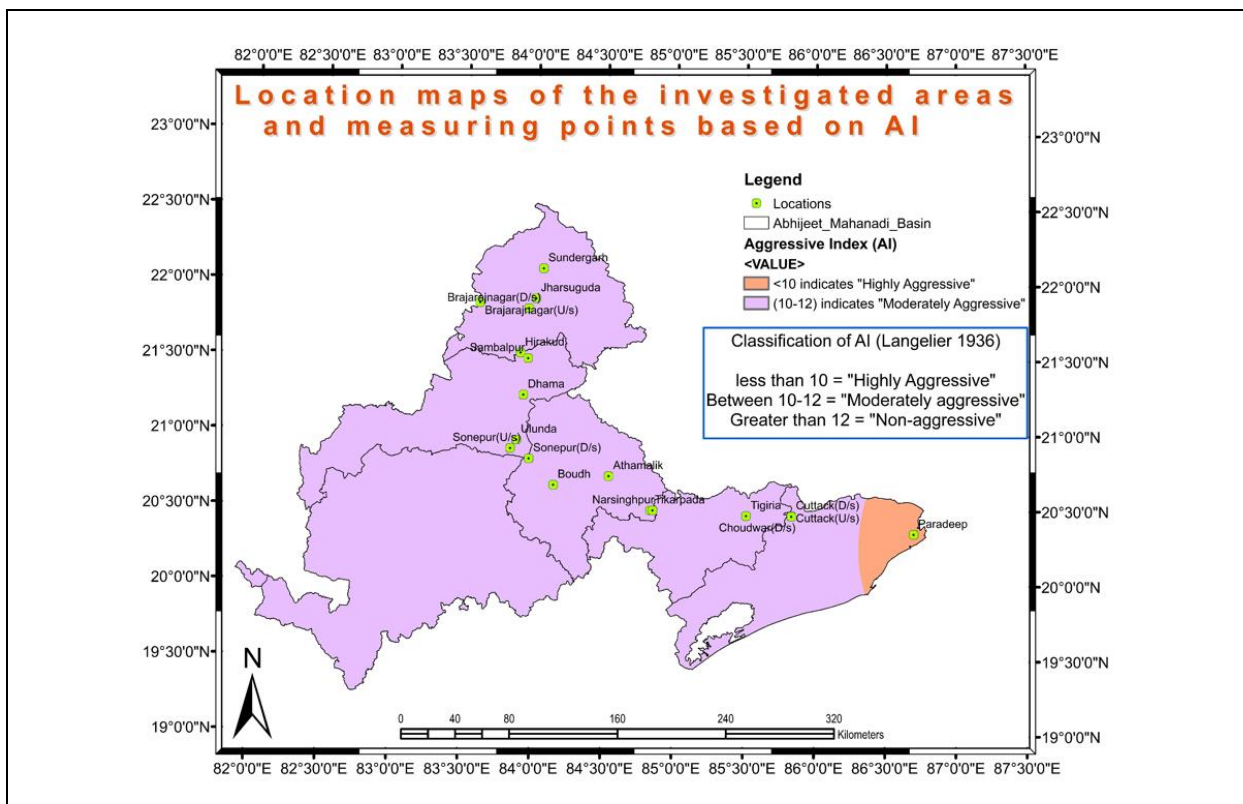 82°0'0"E 82°30'0"E 83°0'0"E 83°30'0"E 84°0'0"E 84°30'0"E 85°0'0"E 85°30'0"E 86°0'0"E 86°30'0"E 87°0'0"E 87°30'0"E
Location maps of the investigated areas
and measuring points based on AI
23°0'0"N
22°30'0"N
22°0'0"N
21°30'0"N
21°0'0"N
20°30'0"N
20°0'0"N
19°30'0"N
19°0'0"N
23°0'0"N
22°30'0"N
22°0'0"N
21°30'0"N
21°0'0"N
20°30'0"N
20°0'0"N
19°30'0"N
19°0'0"N
Legend
Locations
Abhijeet_Mahanadi_Basin
Aggressive Index (AI)
<VALUE>
<10 indicates "Highly Aggressive"
(10-12) indicates "Moderately Aggressive"
Classification of AI (Langelier 1936)
less than 10 = "Highly Aggressive"
Between 10-12 = "Moderately aggressive"
Greater than 12 = "Non-aggressive"
Sundergarh
Jharsuguda
Brajarajnagar(D/s)
Brajarajnagar(U/s)
Hirakud
Sambalpur
Dhama
Ulunda
Sonepur(U/s)
Sonepur(D/s)
Boudh
Athamalik
Narsinghpur
Tikarpada
Tigiria
Choudwar(D/s)
Cuttack(D/s)
Cuttack(U/s)
Paradeep
N
0 40 80 160 240 320
Kilometers
82°0'0"E 82°30'0"E 83°0'0"E 83°30'0"E 84°0'0"E 84°30'0"E 85°0'0"E 85°30'0"E 86°0'0"E 86°30'0"E 87°0'0"E 87°30'0"E